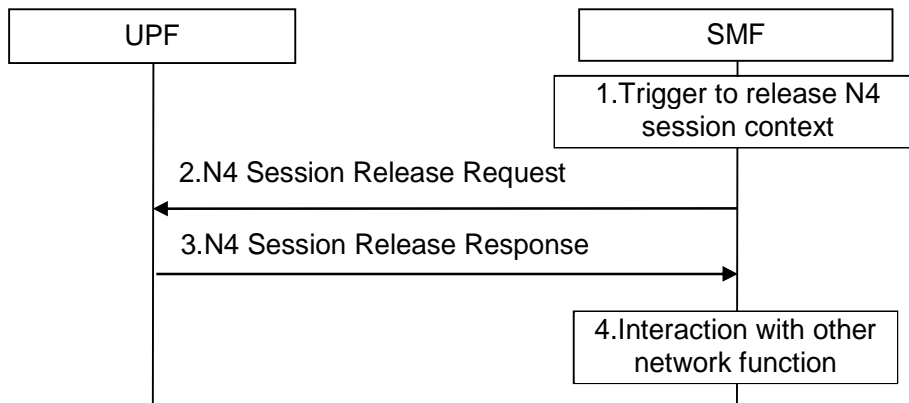 UPF
SMF
1.Trigger to release N4
session context
2.N4 Session Release Request
3.N4 Session Release Response
4.Interaction with other
network function